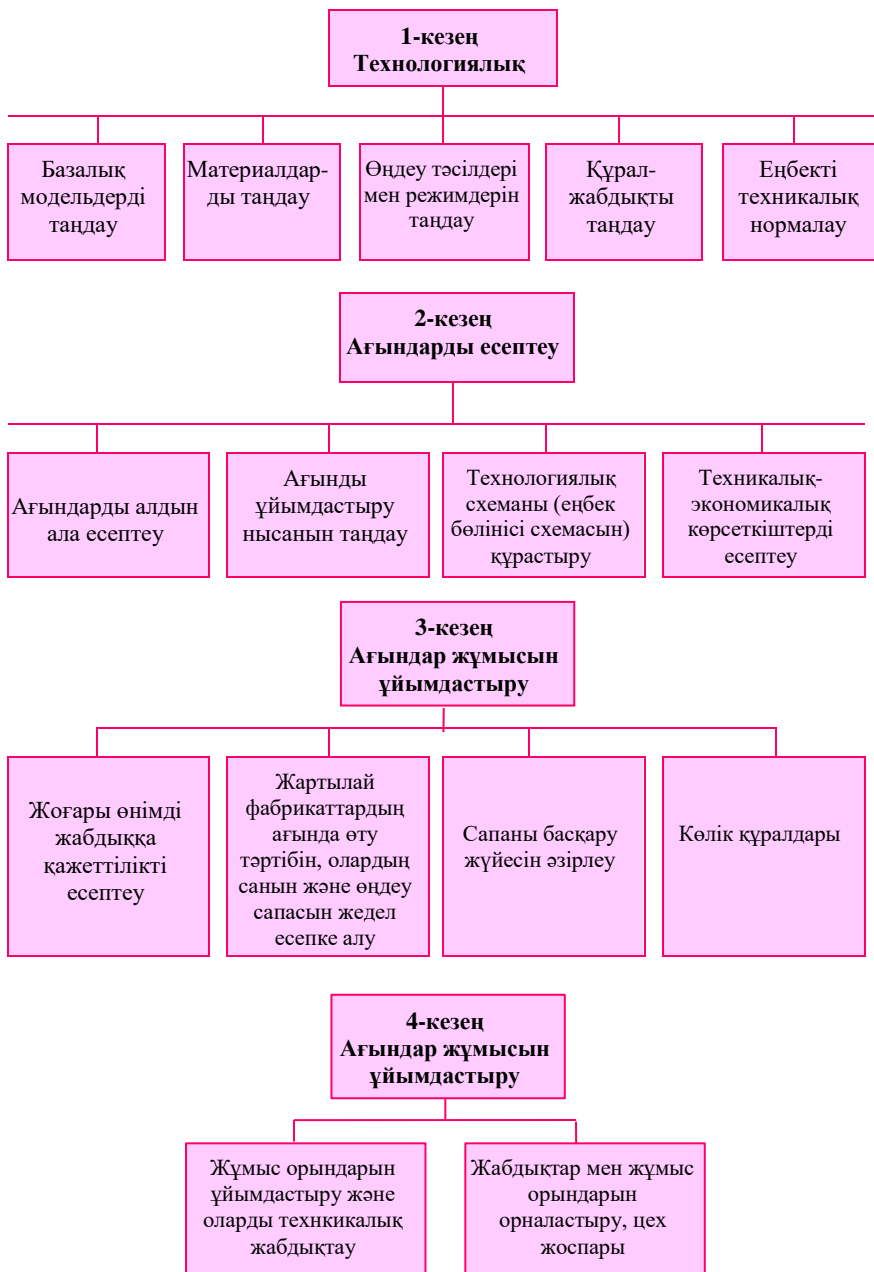 1-кезең
Технологиялық
Базалық
модельдерді
таңдау
Материалдар-
ды таңдау
Өңдеу тәсілдері
мен режимдерін
таңдау
Құрал-
жабдықты
таңдау
Еңбекті
техникалық
нормалау
2-кезең
Ағындарды есептеу
Ағындарды алдын
ала есептеу
Ағынды
ұйымдастыру
нысанын таңдау
Технологиялық
схеманы (еңбек
бөлінісі схемасын)
құрастыру
Техникалық-
экономикалық
көрсеткіштерді
есептеу
3-кезең
Ағындар жұмысын
ұйымдастыру
Жоғары өнімді
жабдыққа
қажеттілікті
есептеу
Жартылай
фабрикаттардың
ағында өту
тәртібін, олардың
санын және өңдеу
сапасын жедел
есепке алу
Сапаны басқару
жүйесін әзірлеу
Көлік құралдары
4-кезең
Ағындар жұмысын
ұйымдастыру
Жұмыс орындарын
ұйымдастыру және
оларды технкикалық
жабдықтау
Жабдықтар мен жұмыс
орындарын
орналастыру, цех
жоспары